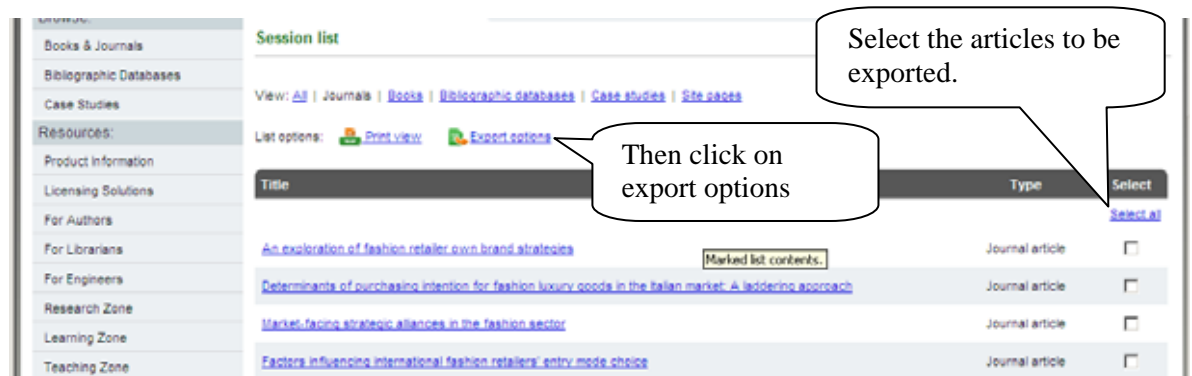 Browse:
Books & Journals
Bibliographic Databases
Case Studies
Resources:
Product Information
Licensing Solutions
For Authors
For Librarians
For Engineers
Research Zone
Learning Zone
Teaching Zone
Session list
View: All | Journals | Books | Bibliographic databases | Case studies | Site pages
List options: Print view Export options
Select the articles to be
exported.
Then click on
export options
Title Type Select
Select all
An exploration of fashion retailer own brand strategies Journal article
Marked list contents.
Determinants of purchasing intention for fashion luxury goods in the Italian market: A laddering approach Journal article
Market-facing strategic alliances in the fashion sector Journal article
Factors influencing international fashion retailers' entry mode choice Journal article